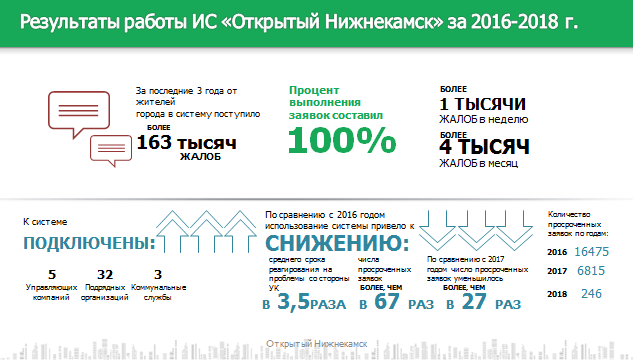 Результаты работы ИС «Открытый Нижнекамск» за 2016-2018 г.
За последние 3 года от
жителей
города в систему поступило
БОЛЕЕ
163 тысяч
ЖАЛОБ
Процент
выполнения
заявок составил
100%
БОЛЕЕ
1 ТЫСЯЧИ
ЖАЛОБ в неделю
БОЛЕЕ
4 ТЫСЯЧ
ЖАЛОБ в месяц
К системе
ПОДКЛЮЧЕНЫ:
5
Управляющих
компаний
32
Подрядных
организаций
3
Коммунальные
службы
По сравнению с 2016 годом
использование системы привело к
СНИЖЕНИЮ:
среднего срока
реагирования на
проблемы со стороны
УК
В 3,5РАЗА
числа
просроченных
заявок
БОЛЕЕ, ЧЕМ
В 67 РАЗ
По сравнению с 2017
годом число просроченных
заявок уменьшилось
БОЛЕЕ, ЧЕМ
В 27 РАЗ
Количество
просроченных
заявок по годам:
2016 16475
2017 6815
2018 246
Открытый Нижнекамск